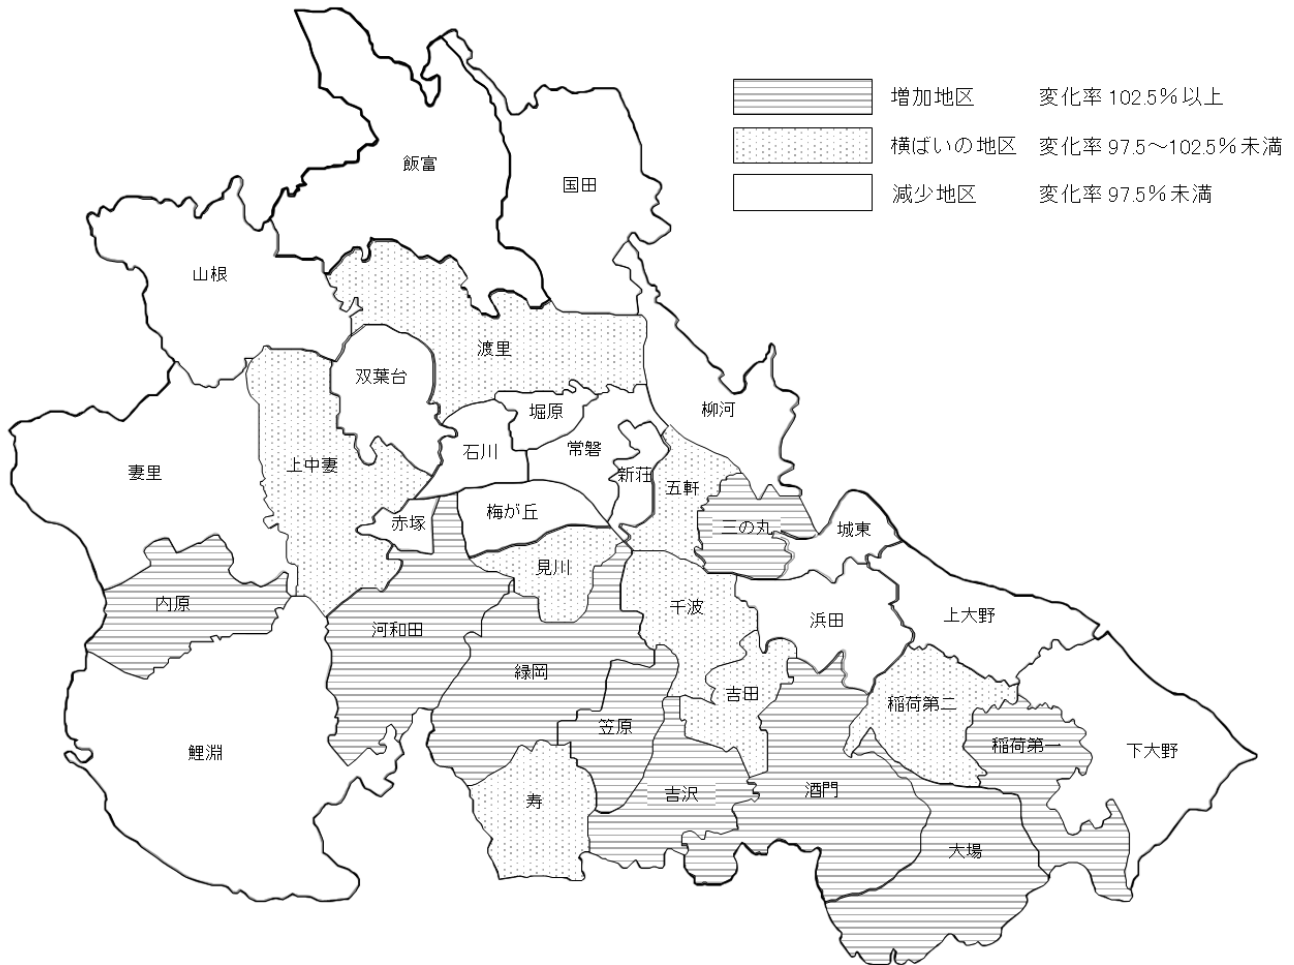 増加地区 変化率 102.5%以上
横ばいの地区 変化率 97.5～102.5%未満
減少地区 変化率 97.5%未満
飯富
国田
山根
渡里
双葉台
堀原
柳河
石川
常磐
妻里
上中妻
新荘
五軒
梅が丘
赤塚
三の丸
城東
見川
内原
千波
河和田
浜田
上大野
緑岡
吉田
稲荷第二
笠原
鯉淵
稲荷第一
下大野
寿
吉沢
酒門
大場